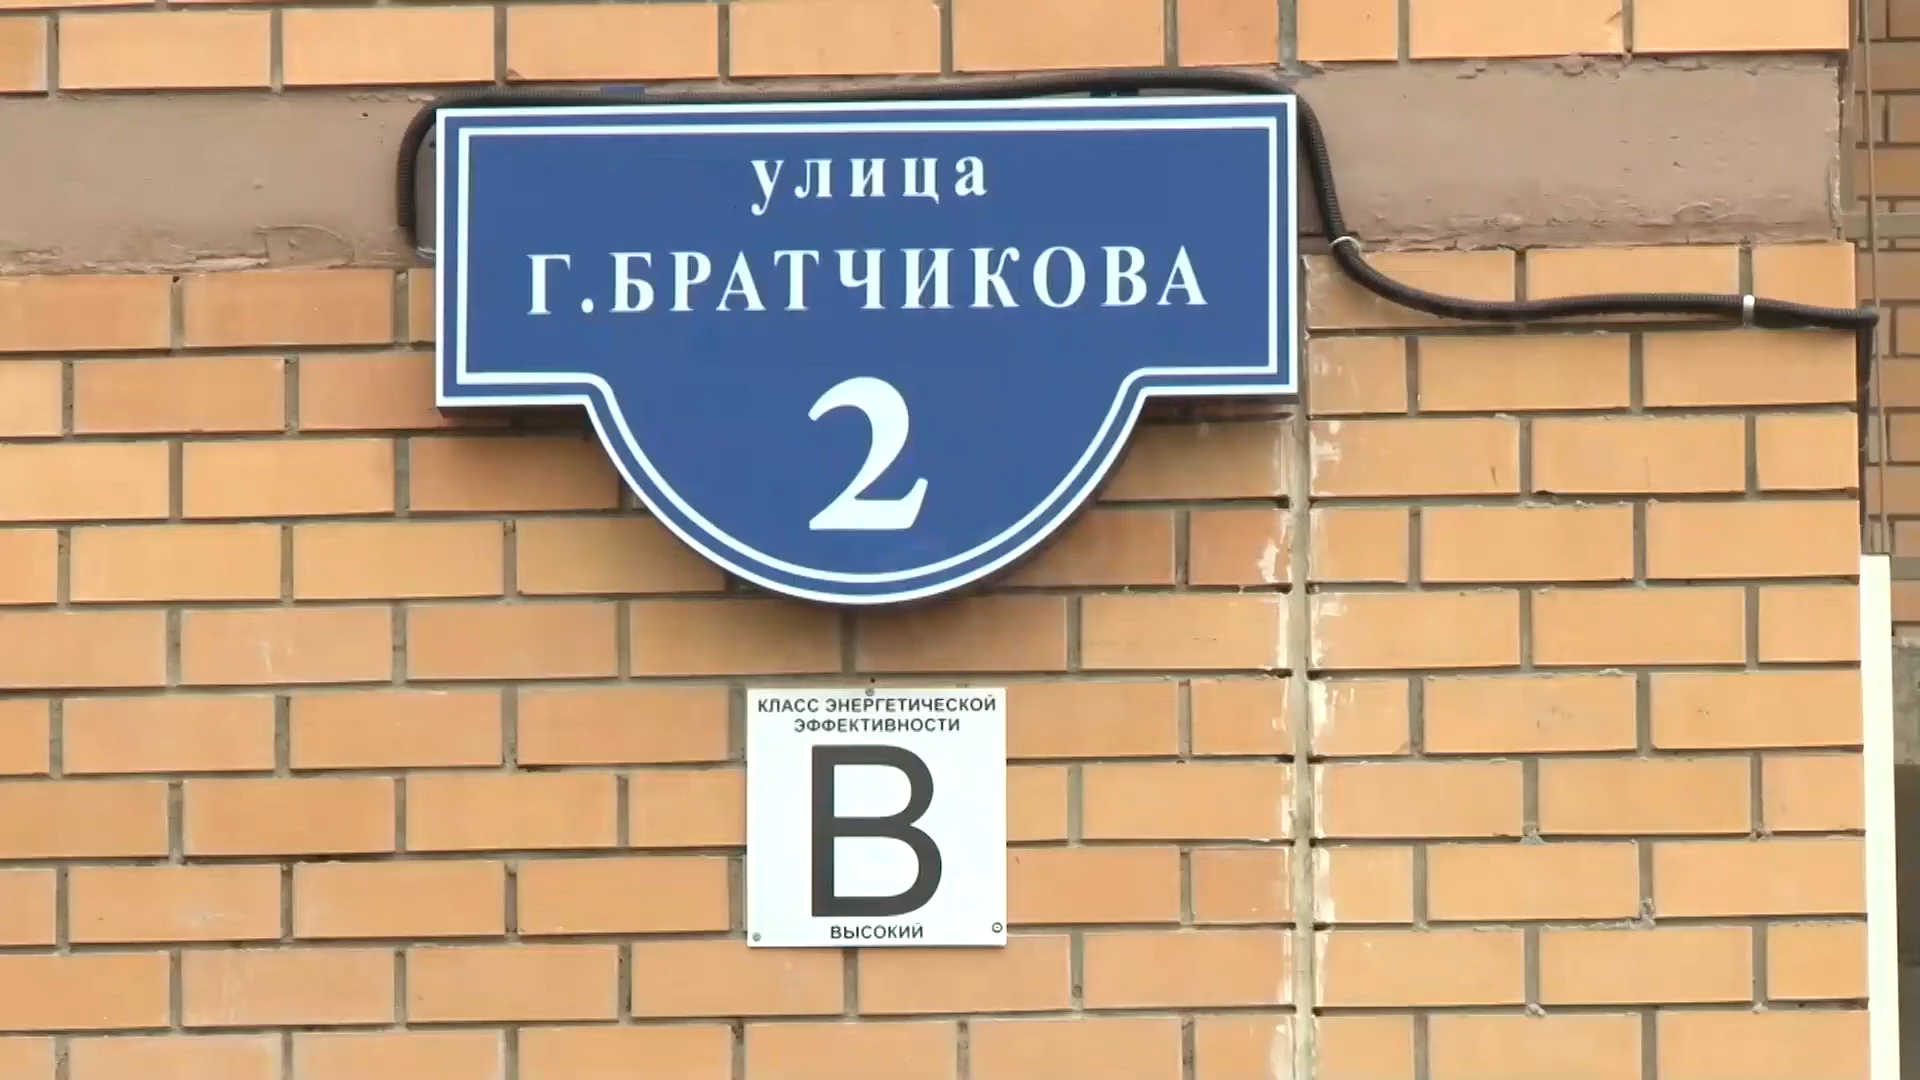 улица
Г.БРАТЧИКОВА
2
КЛАСС ЭНЕРГЕТИЧЕСКОЙ
ЭФФЕКТИВНОСТИ
B
ВЫСОКИЙ